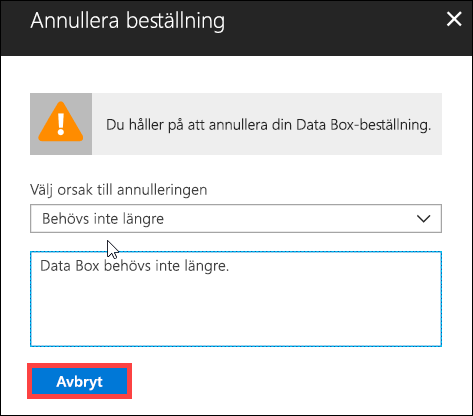 Annullera beställning
Du håller på att annullera din Data Box-beställning.
Välj orsak till annulleringen
Behövs inte längre
Data Box behövs inte längre.
Avbryt